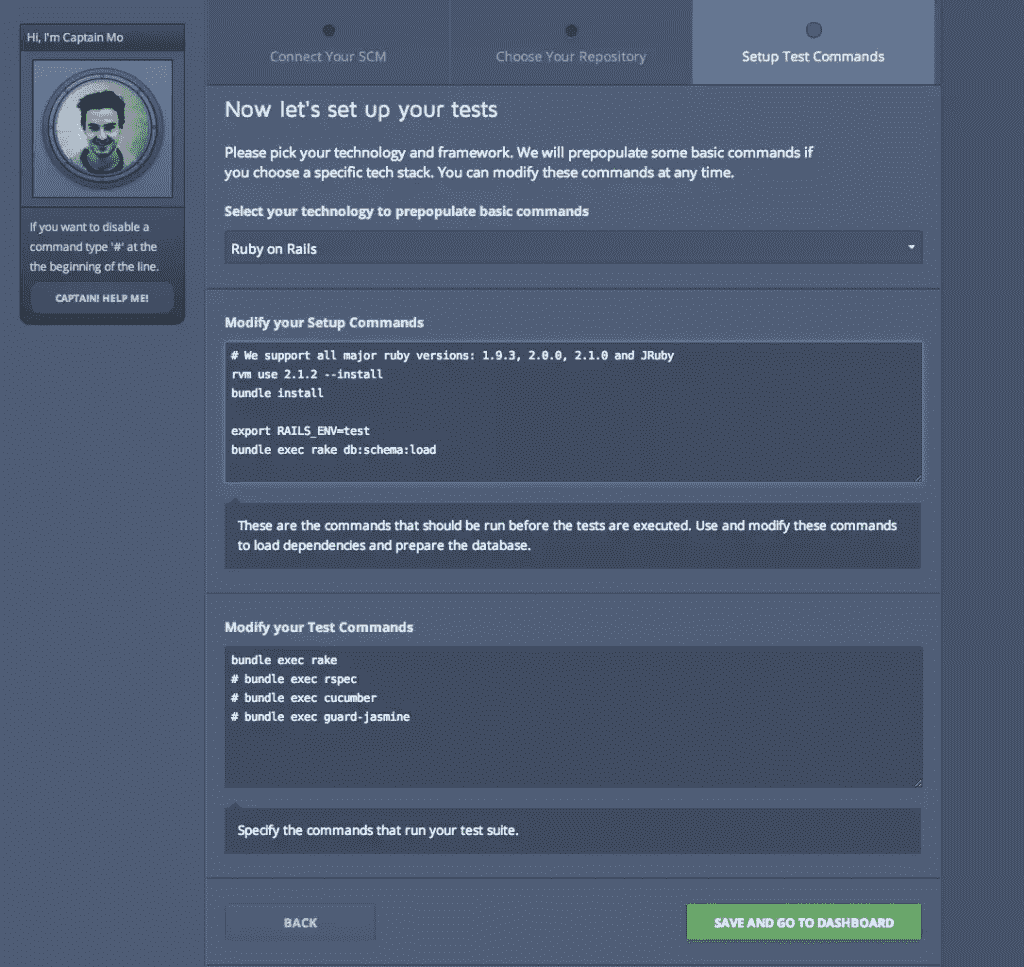 Hi, I'm Captain Mo
If you want to disable a
command type '#' at the
the beginning of the line.
CAPTAIN! HELP ME!
Connect Your SCM
Choose Your Repository
Setup Test Commands
Now let's set up your tests
Please pick your technology and framework. We will prepopulate some basic commands if
you choose a specific tech stack. You can modify these commands at any time.
Select your technology to prepopulate basic commands
Ruby on Rails
Modify your Setup Commands
# We support all major ruby versions: 1.9.3, 2.0.0, 2.1.0 and JRuby
rvm use 2.1.2 --install
bundle install
export RAILS_ENV=test
bundle exec rake db:schema:load
These are the commands that should be run before the tests are executed. Use and modify these commands
to load dependencies and prepare the database.
Modify your Test Commands
bundle exec rake
# bundle exec rspec
# bundle exec cucumber
# bundle exec guard-jasmine
Specify the commands that run your test suite.
BACK
SAVE AND GO TO DASHBOARD